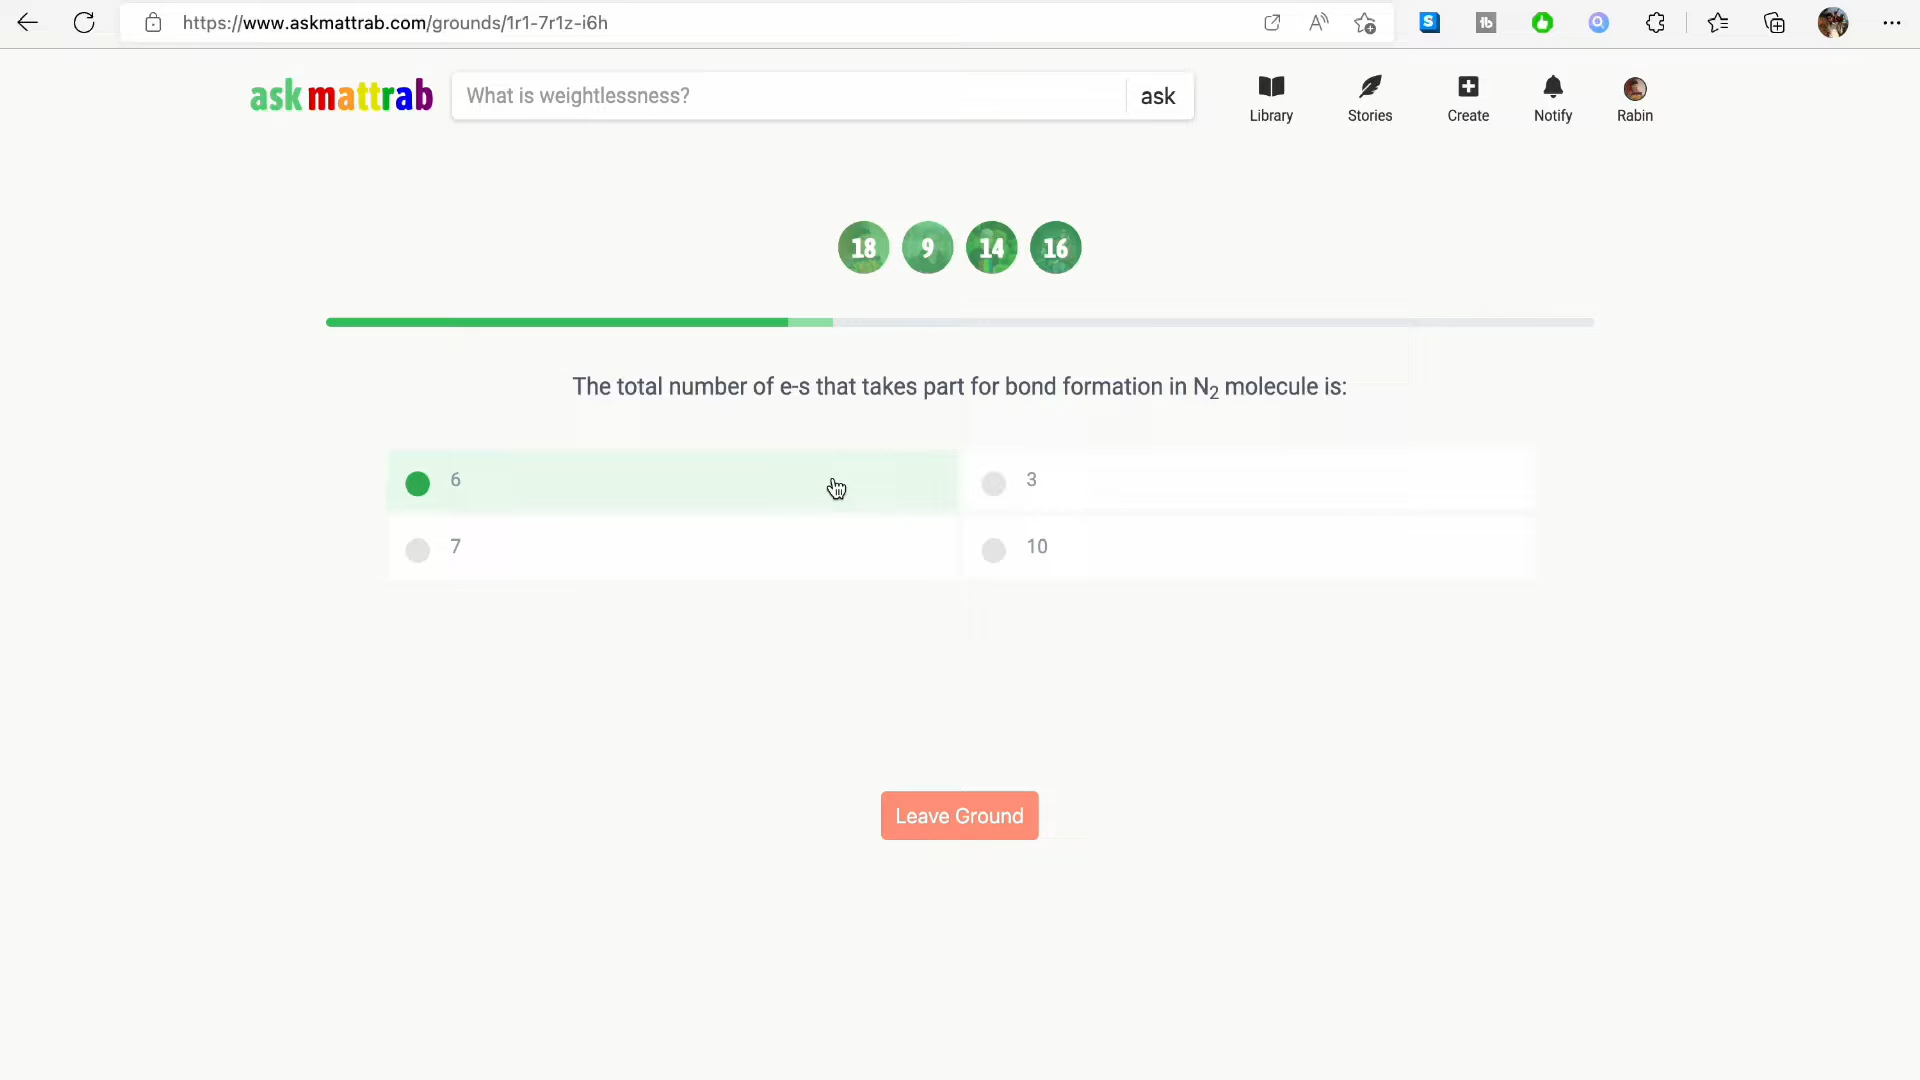 https://www.askmattrab.com/grounds/1r1-7r1z-i6h
askmattrab
What is weightlessness?
ask
Library
Stories
Create
Notify
Rabin
18
9
14
16
The total number of e-s that takes part for bond formation in N₂ molecule is:
6
3
7
10
Leave Ground